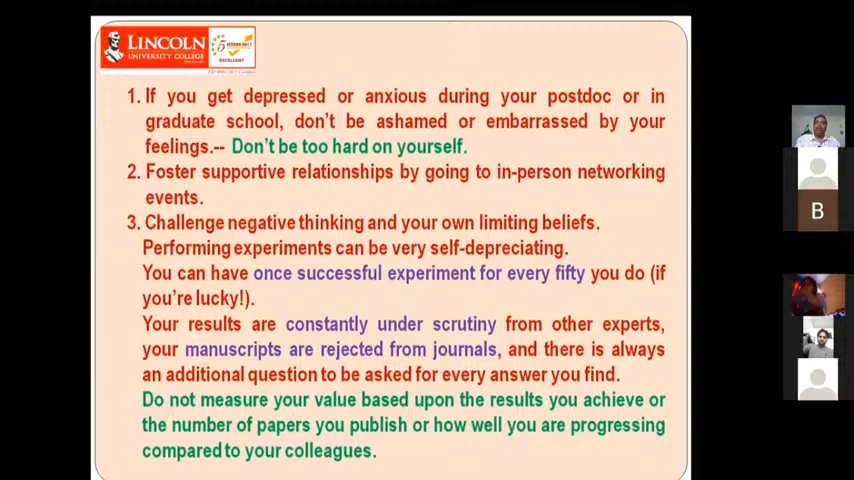 LINCOLN
UNIVERSITY COLLEGE
5
EXCELLENT
1. If you get depressed or anxious during your postdoc or in
graduate school, don't be ashamed or embarrassed by your
feelings.-- Don't be too hard on yourself.
2. Foster supportive relationships by going to in-person networking
events.
3. Challenge negative thinking and your own limiting beliefs.
Performing experiments can be very self-depreciating.
You can have once successful experiment for every fifty you do (if
you're lucky!).
Your results are constantly under scrutiny from other experts,
your manuscripts are rejected from journals, and there is always
an additional question to be asked for every answer you find.
Do not measure your value based upon the results you achieve or
the number of papers you publish or how well you are progressing
compared to your colleagues.
B